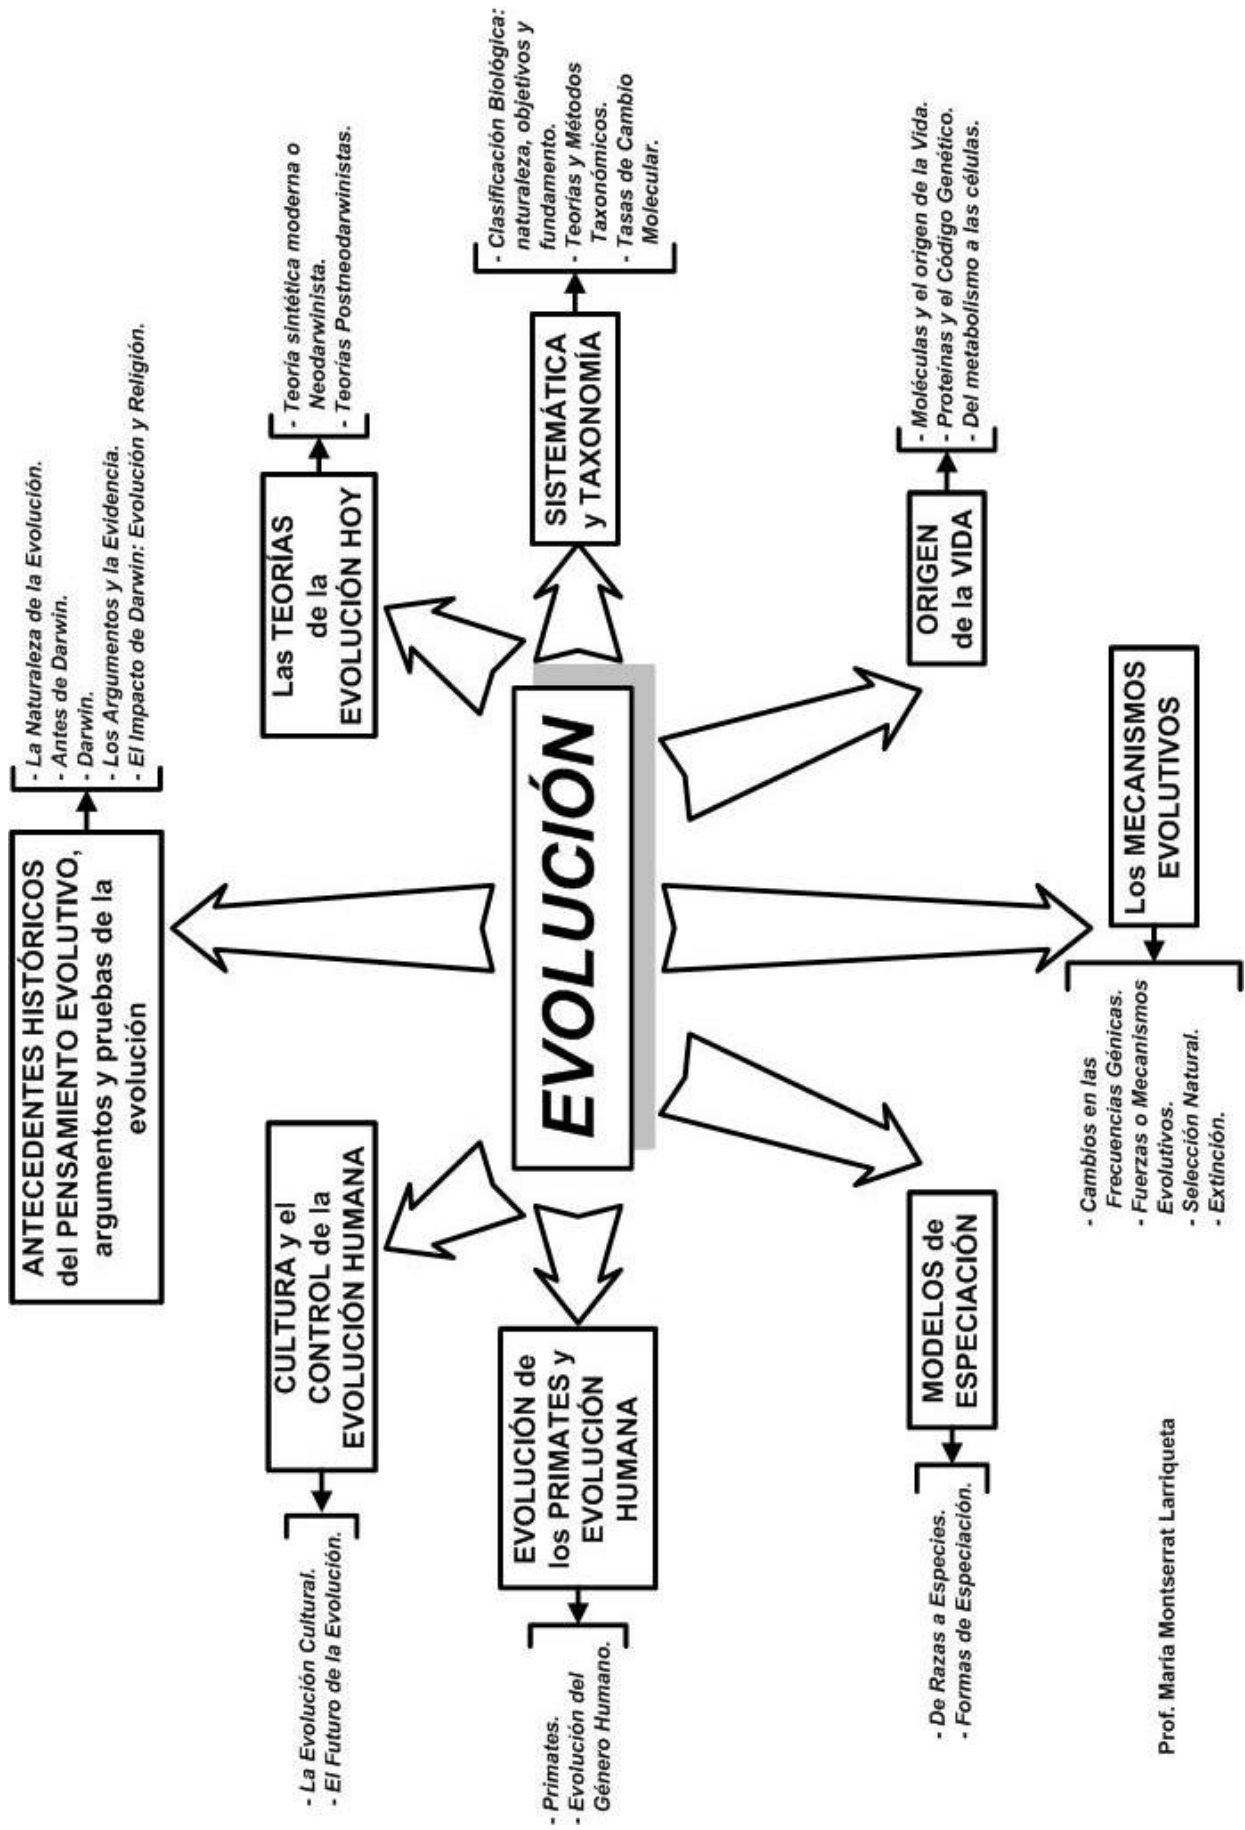 ANTECEDENTES HISTÓRICOS
del PENSAMIENTO EVOLUTIVO,
argumentos y pruebas de la
evolución
- La Naturaleza de la Evolución.
- Antes de Darwin.
- Darwin.
- Los Argumentos y la Evidencia.
- El Impacto de Darwin: Evolución y Religión.
Las TEORÍAS
de la
EVOLUCIÓN HOY
- Teoría sintética moderna o
Neodarwinista.
- Teorías Postneodarwinistas.
SISTEMÁTICA
y TAXONOMÍA
- Clasificación Biológica:
naturaleza, objetivos y
fundamento.
- Teorías y Métodos
Taxonómicos.
- Tasas de Cambio
Molecular.
ORIGEN
de la VIDA
- Moléculas y el origen de la Vida.
- Proteínas y el Código Genético.
- Del metabolismo a las células.
Los MECANISMOS
EVOLUTIVOS
- Cambios en las
Frecuencias Génicas.
- Fuerzas o Mecanismos
Evolutivos.
- Selección Natural.
- Extinción.
MODELOS de
ESPECIACIÓN
- De Razas a Especies.
- Formas de Especiación.
EVOLUCIÓN de
los PRIMATES y
EVOLUCIÓN
HUMANA
- Primates.
- Evolución del
Género Humano.
CULTURA y el
CONTROL de la
EVOLUCIÓN HUMANA
- La Evolución Cultural.
- El Futuro de la Evolución.
EVOLUCIÓN
Prof. María Montserrat Larriqueta